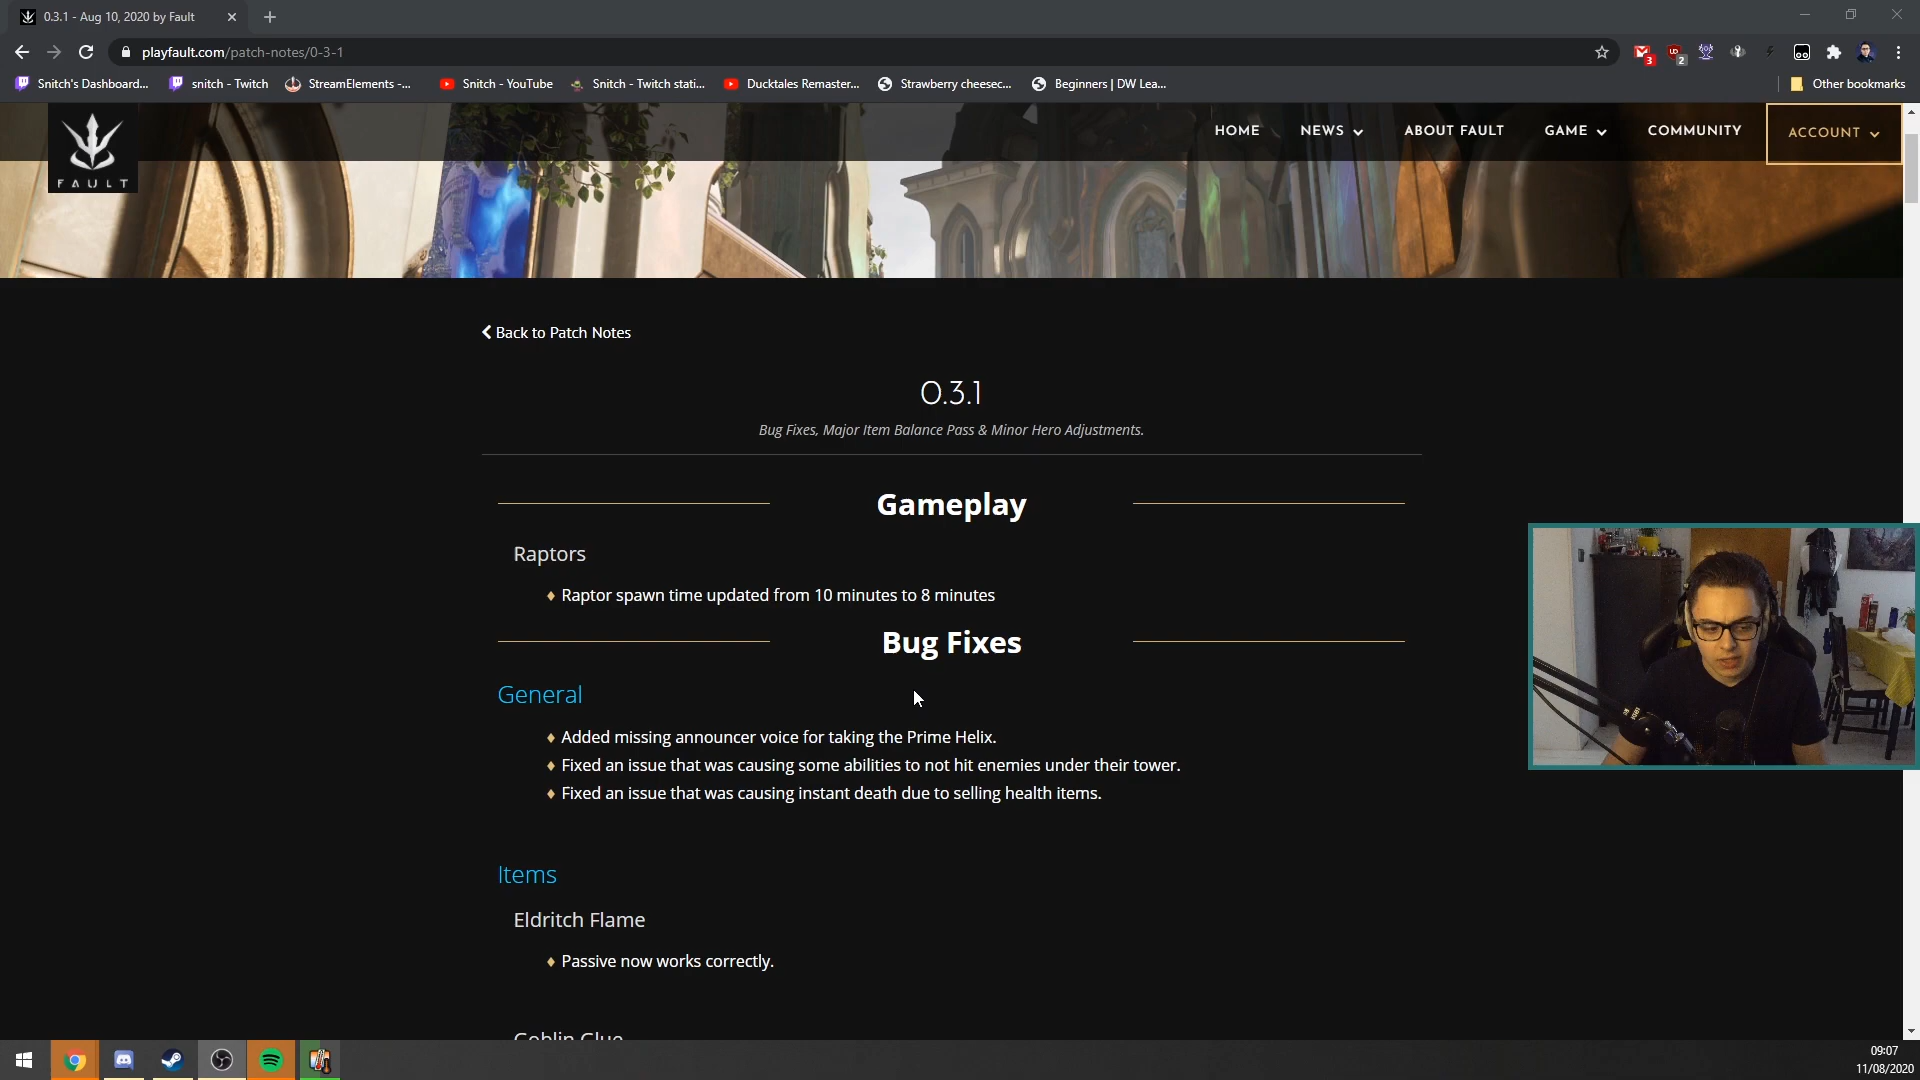 0.3.1 - Aug 10, 2020 by Fault
playfault.com/patch-notes/0-3-1
3
2
Snitch's Dashboard...
snitch - Twitch
StreamElements -...
Snitch - YouTube
Snitch - Twitch stati...
Ducktales Remaster...
Strawberry cheesec...
Beginners | DW Lea...
Other bookmarks
FAULT
HOME
NEWS
ABOUT FAULT
GAME
COMMUNITY
ACCOUNT
Back to Patch Notes
0.3.1
Bug Fixes, Major Item Balance Pass & Minor Hero Adjustments.
Gameplay
Raptors
Raptor spawn time updated from 10 minutes to 8 minutes
Bug Fixes
General
Added missing announcer voice for taking the Prime Helix.
Fixed an issue that was causing some abilities to not hit enemies under their tower.
Fixed an issue that was causing instant death due to selling health items.
Items
Eldritch Flame
Passive now works correctly.
Goblin Glue
09:07
11/08/2020